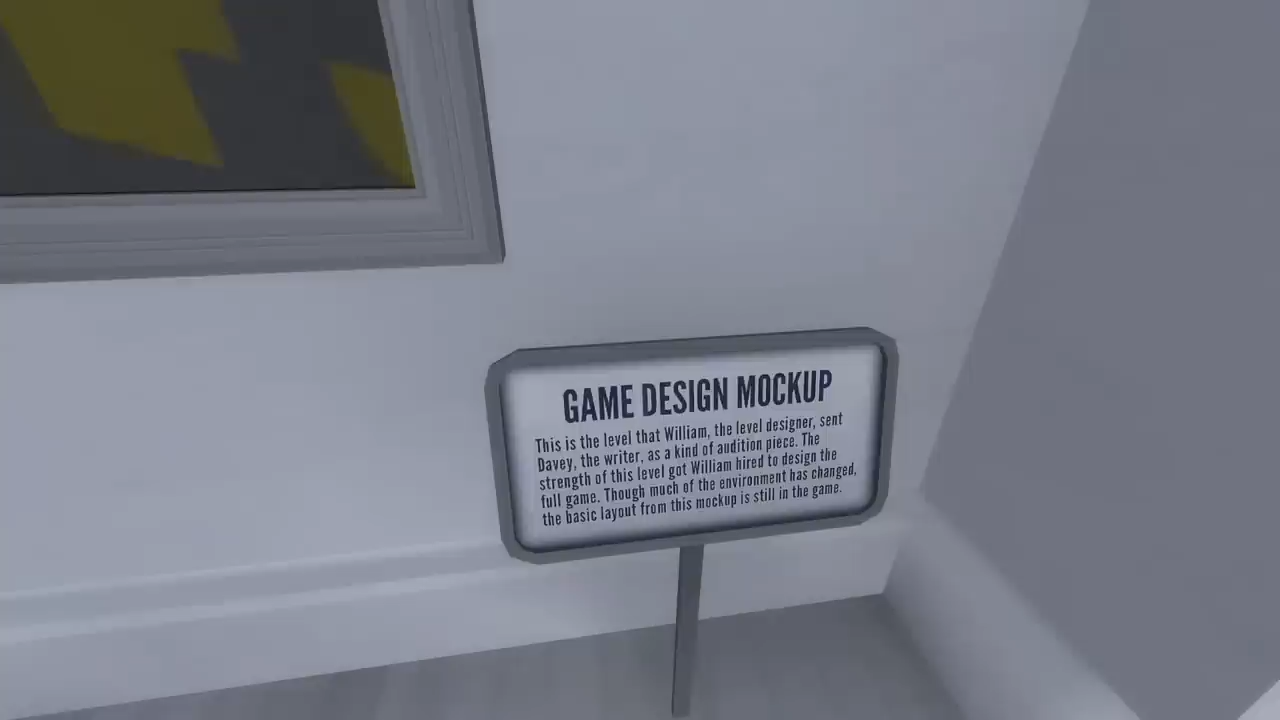 GAME DESIGN MOCKUP
This is the level that William, the level designer, sent
Davey, the writer, as a kind of audition piece. The
strength of this level got William hired to design the
full game. Though much of the environment has changed,
the basic layout from this mockup is still in the game.